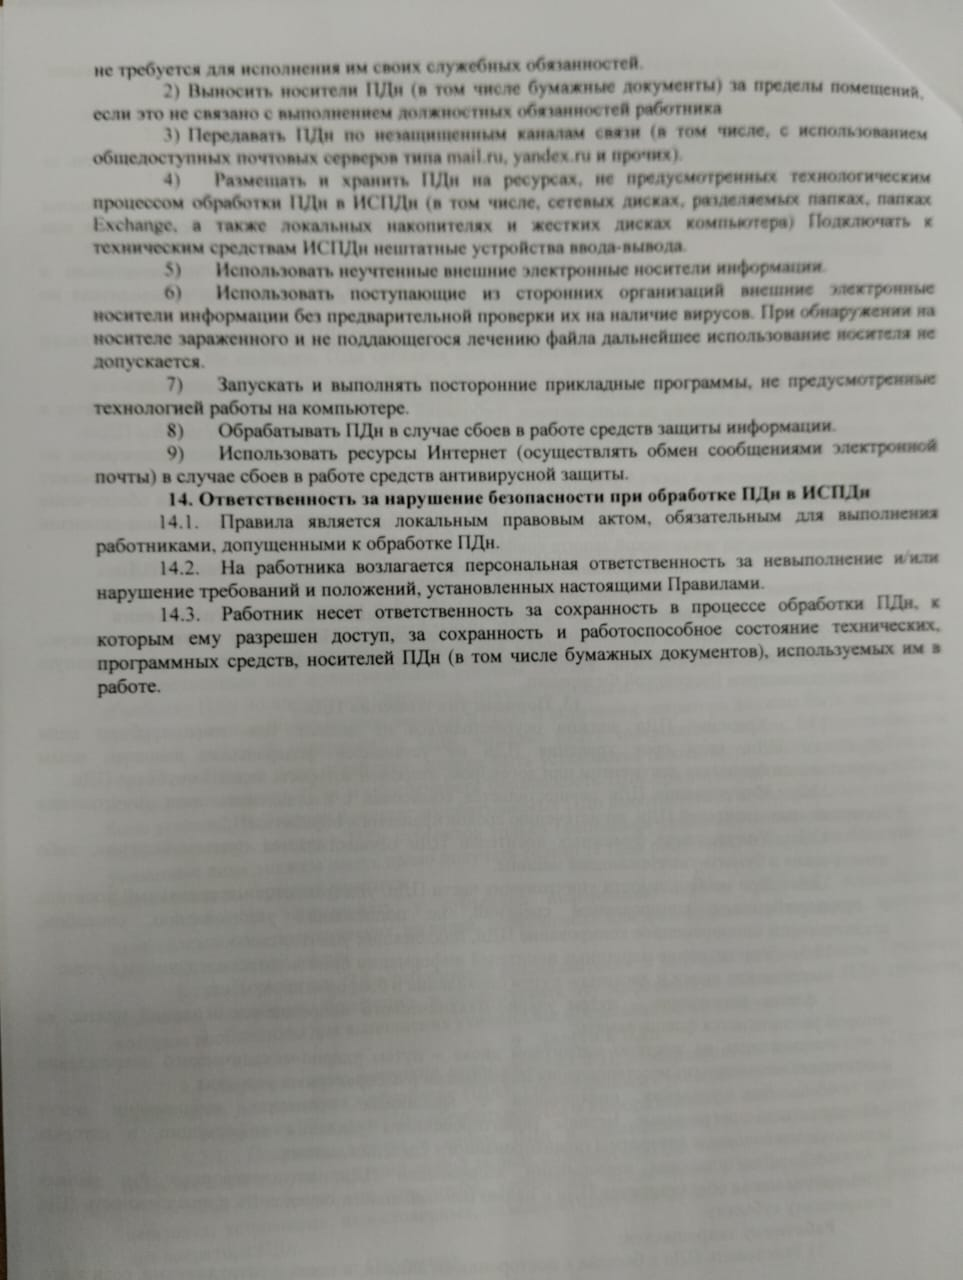 не требуется для исполнения им своих служебных обязанностей.
2) Выносить носители ПДн (в том числе бумажные документы) за пределы помещений,
если это не связано с выполнением должностных обязанностей работника
3) Передавать ПДн по незащищенным каналам связи (в том числе, с использованием
общедоступных почтовых серверов типа mail.ru, yandex.ru и прочих).
4) Размещать и хранить ПДн на ресурсах, не предусмотренных технологическим
процессом обработки ПДн в ИСПДн (в том числе, сетевых дисках, разделяемых папках, папках
Exchange, а также локальных накопителях и жестких дисках компьютера) Подключать к
техническим средствам ИСПДн нештатные устройства ввода-вывода.
5) Использовать неучтенные внешние электронные носители информации.
6) Использовать поступающие из сторонних организаций внешние электронные
носители информации без предварительной проверки их на наличие вирусов. При обнаружении на
носителе зараженного и не поддающегося лечению файла дальнейшее использование носителя не
допускается.
7) Запускать и выполнять посторонние прикладные программы, не предусмотренные
технологией работы на компьютере.
8) Обрабатывать ПДн в случае сбоев в работе средств защиты информации.
9) Использовать ресурсы Интернет (осуществлять обмен сообщениями электронной
почты) в случае сбоев в работе средств антивирусной защиты.
14. Ответственность за нарушение безопасности при обработке ПДн в ИСПДн
14.1. Правила является локальным правовым актом, обязательным для выполнения
работниками, допущенными к обработке ПДн.
14.2. На работника возлагается персональная ответственность за невыполнение и/или
нарушение требований и положений, установленных настоящими Правилами.
14.3. Работник несет ответственность за сохранность в процессе обработки ПДн, к
которым ему разрешен доступ, за сохранность и работоспособное состояние технических,
программных средств, носителей ПДн (в том числе бумажных документов), используемых им в
работе.